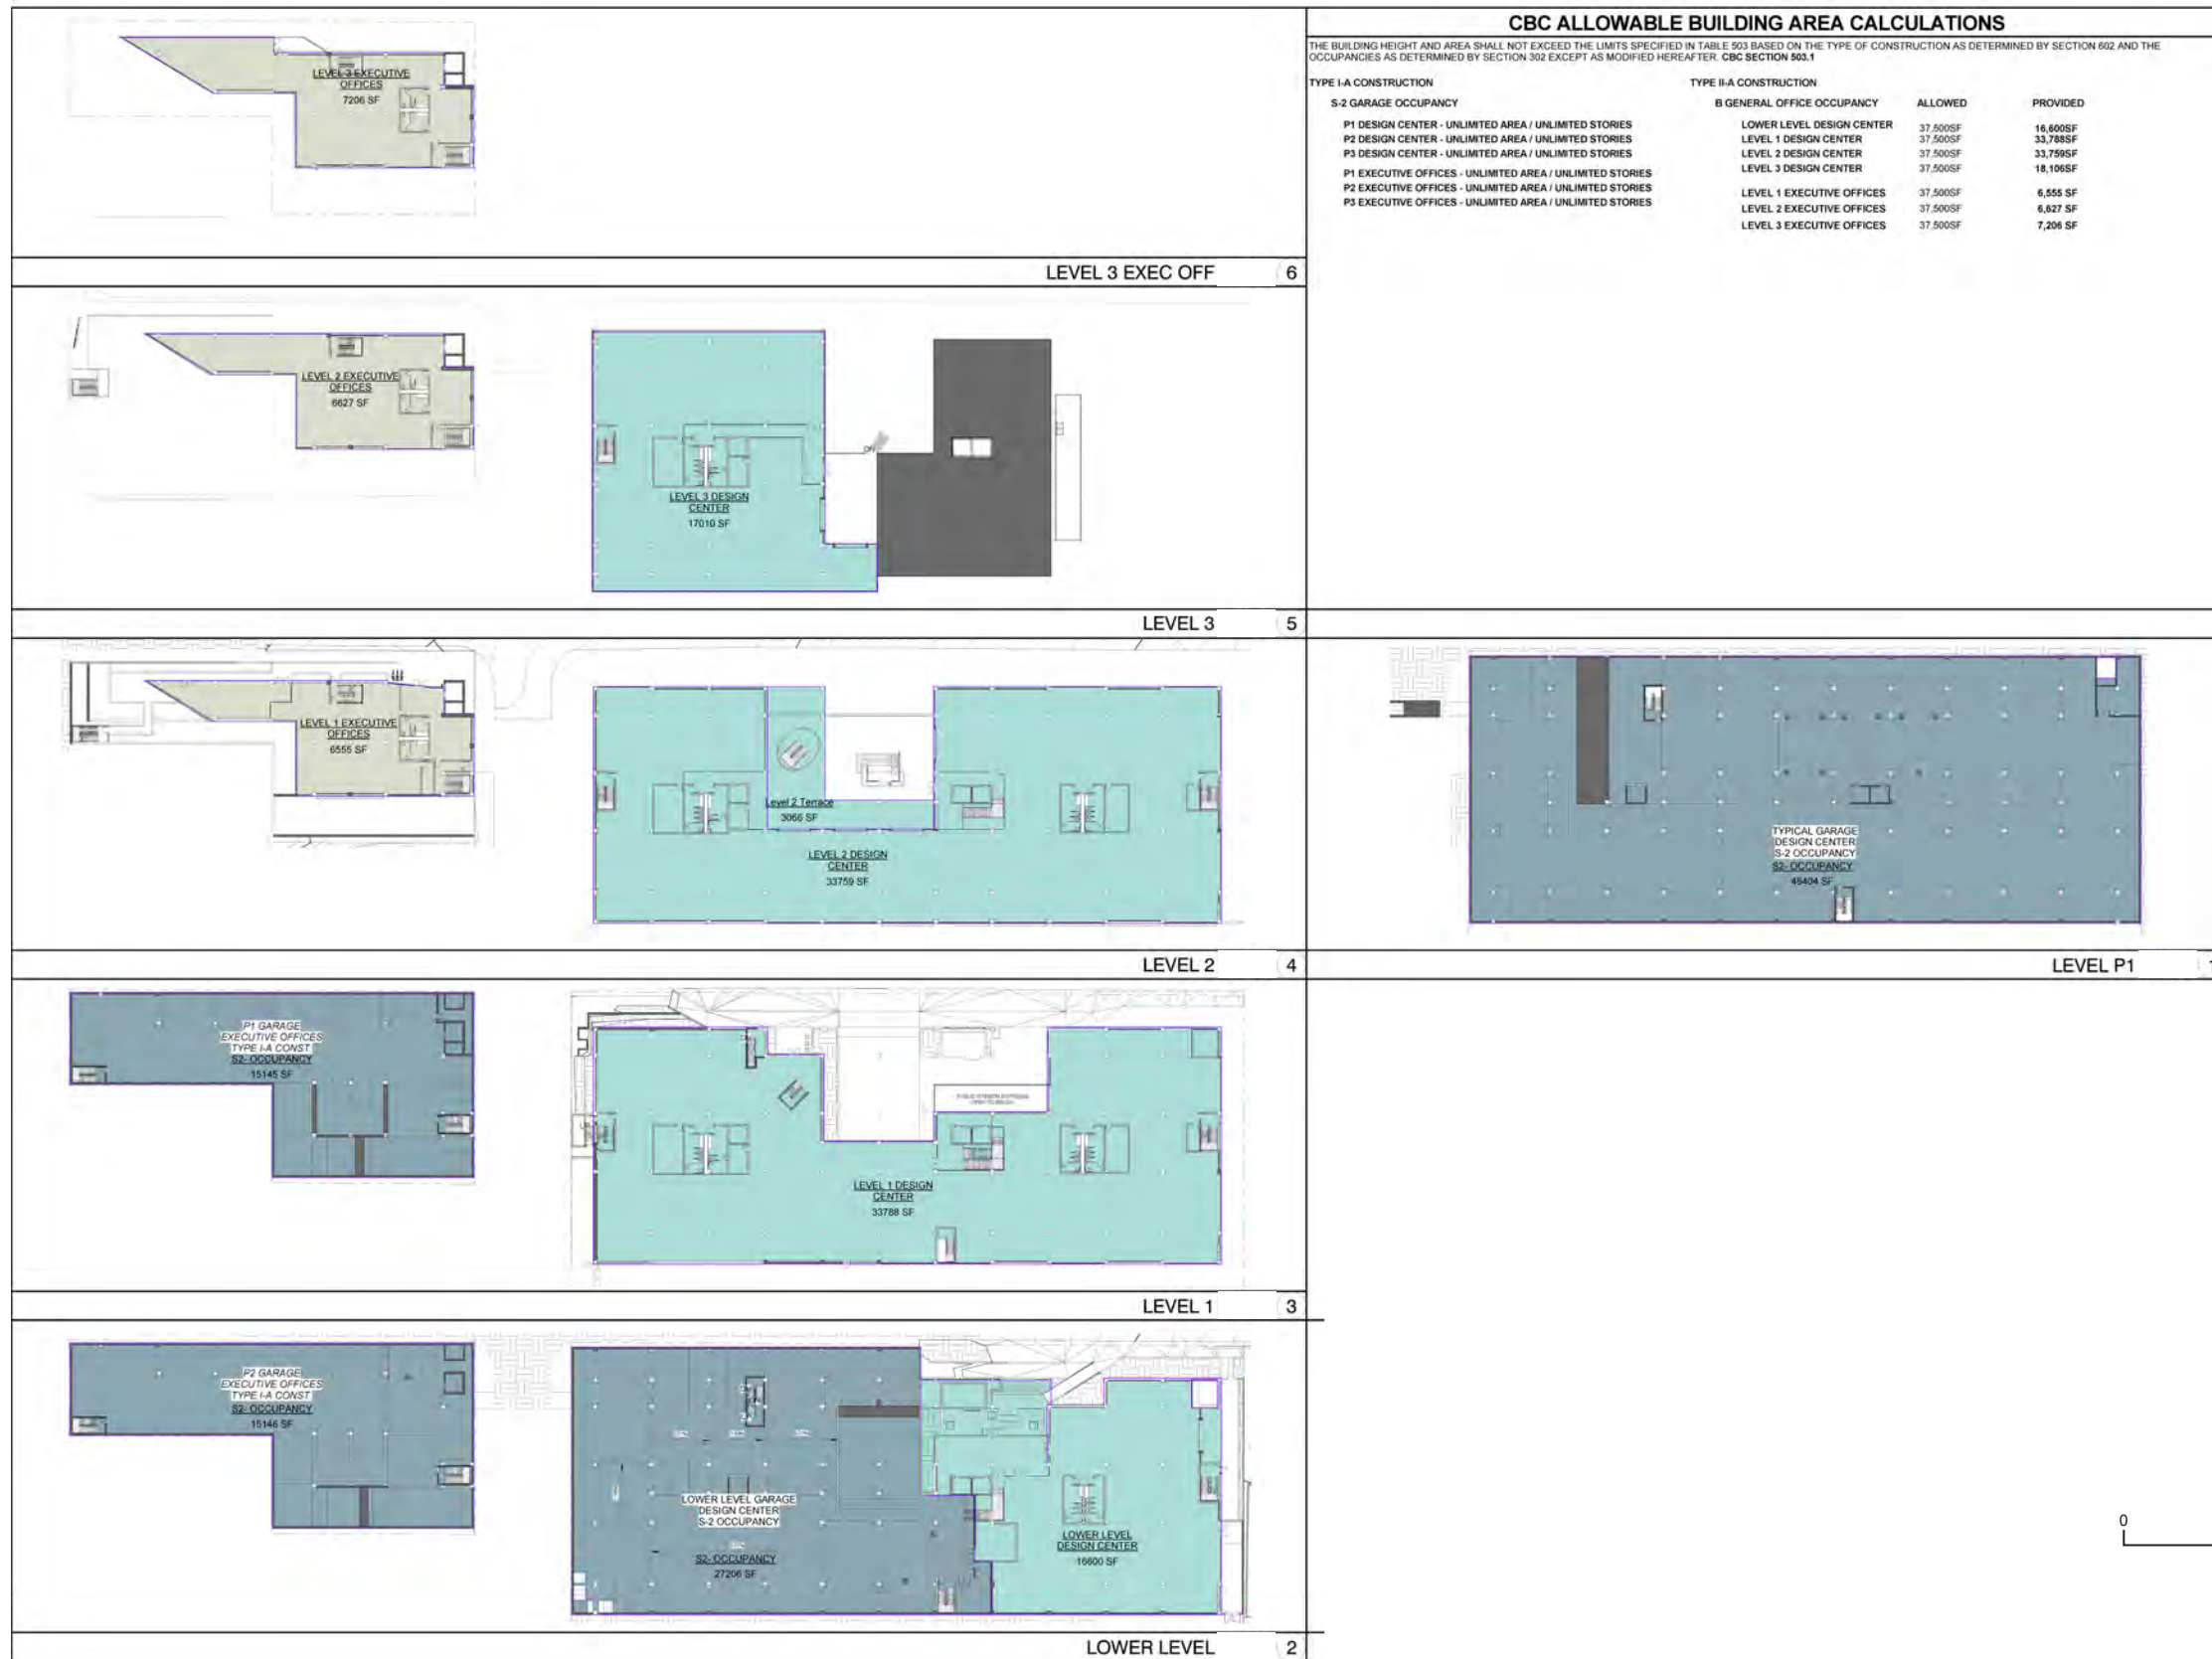 LEVEL 3 EXECUTIVE
OFFICES
7206 SF
LEVEL 3 EXEC OFF 6
CBC ALLOWABLE BUILDING AREA CALCULATIONS
THE BUILDING HEIGHT AND AREA SHALL NOT EXCEED THE LIMITS SPECIFIED IN TABLE 503 BASED ON THE TYPE OF CONSTRUCTION AS DETERMINED BY SECTION 602 AND THE
OCCUPANCIES AS DETERMINED BY SECTION 302 EXCEPT AS MODIFIED HEREAFTER. CBC SECTION 503.1
TYPE I-A CONSTRUCTION
S-2 GARAGE OCCUPANCY
P1 DESIGN CENTER - UNLIMITED AREA / UNLIMITED STORIES
P2 DESIGN CENTER - UNLIMITED AREA / UNLIMITED STORIES
P3 DESIGN CENTER - UNLIMITED AREA / UNLIMITED STORIES
P1 EXECUTIVE OFFICES - UNLIMITED AREA / UNLIMITED STORIES
P2 EXECUTIVE OFFICES - UNLIMITED AREA / UNLIMITED STORIES
P3 EXECUTIVE OFFICES - UNLIMITED AREA / UNLIMITED STORIES
TYPE II-A CONSTRUCTION
B GENERAL OFFICE OCCUPANCY ALLOWED PROVIDED
LOWER LEVEL DESIGN CENTER 37,500SF 16,600SF
LEVEL 1 DESIGN CENTER 37,500SF 33,788SF
LEVEL 2 DESIGN CENTER 37,500SF 33,759SF
LEVEL 3 DESIGN CENTER 37,500SF 18,106SF
LEVEL 1 EXECUTIVE OFFICES 37,500SF 6,555 SF
LEVEL 2 EXECUTIVE OFFICES 37,500SF 6,627 SF
LEVEL 3 EXECUTIVE OFFICES 37,500SF 7,206 SF
LEVEL 2 EXECUTIVE
OFFICES
6627 SF
LEVEL 3 DESIGN
CENTER
17010 SF
LEVEL 3 5
LEVEL 1 EXECUTIVE
OFFICES
6555 SF
Level 2 Terrace
3066 SF
LEVEL 2 DESIGN
CENTER
33759 SF
LEVEL 2 4
TYPICAL GARAGE
DESIGN CENTER
S-2 OCCUPANCY
S2- OCCUPANCY
LEVEL P1
P1 GARAGE
EXECUTIVE OFFICES
TYPE I-A CONST
S2- OCCUPANCY
15145 SF
LEVEL 1 DESIGN
CENTER
33788 SF
LEVEL 1 3
P2 GARAGE
EXECUTIVE OFFICES
TYPE I-A CONST
S2- OCCUPANCY
15146 SF
LOWER LEVEL GARAGE
DESIGN CENTER
S-2 OCCUPANCY
S2- OCCUPANCY
27206 SF
LOWER LEVEL
DESIGN CENTER
16600 SF
LOWER LEVEL 2
0